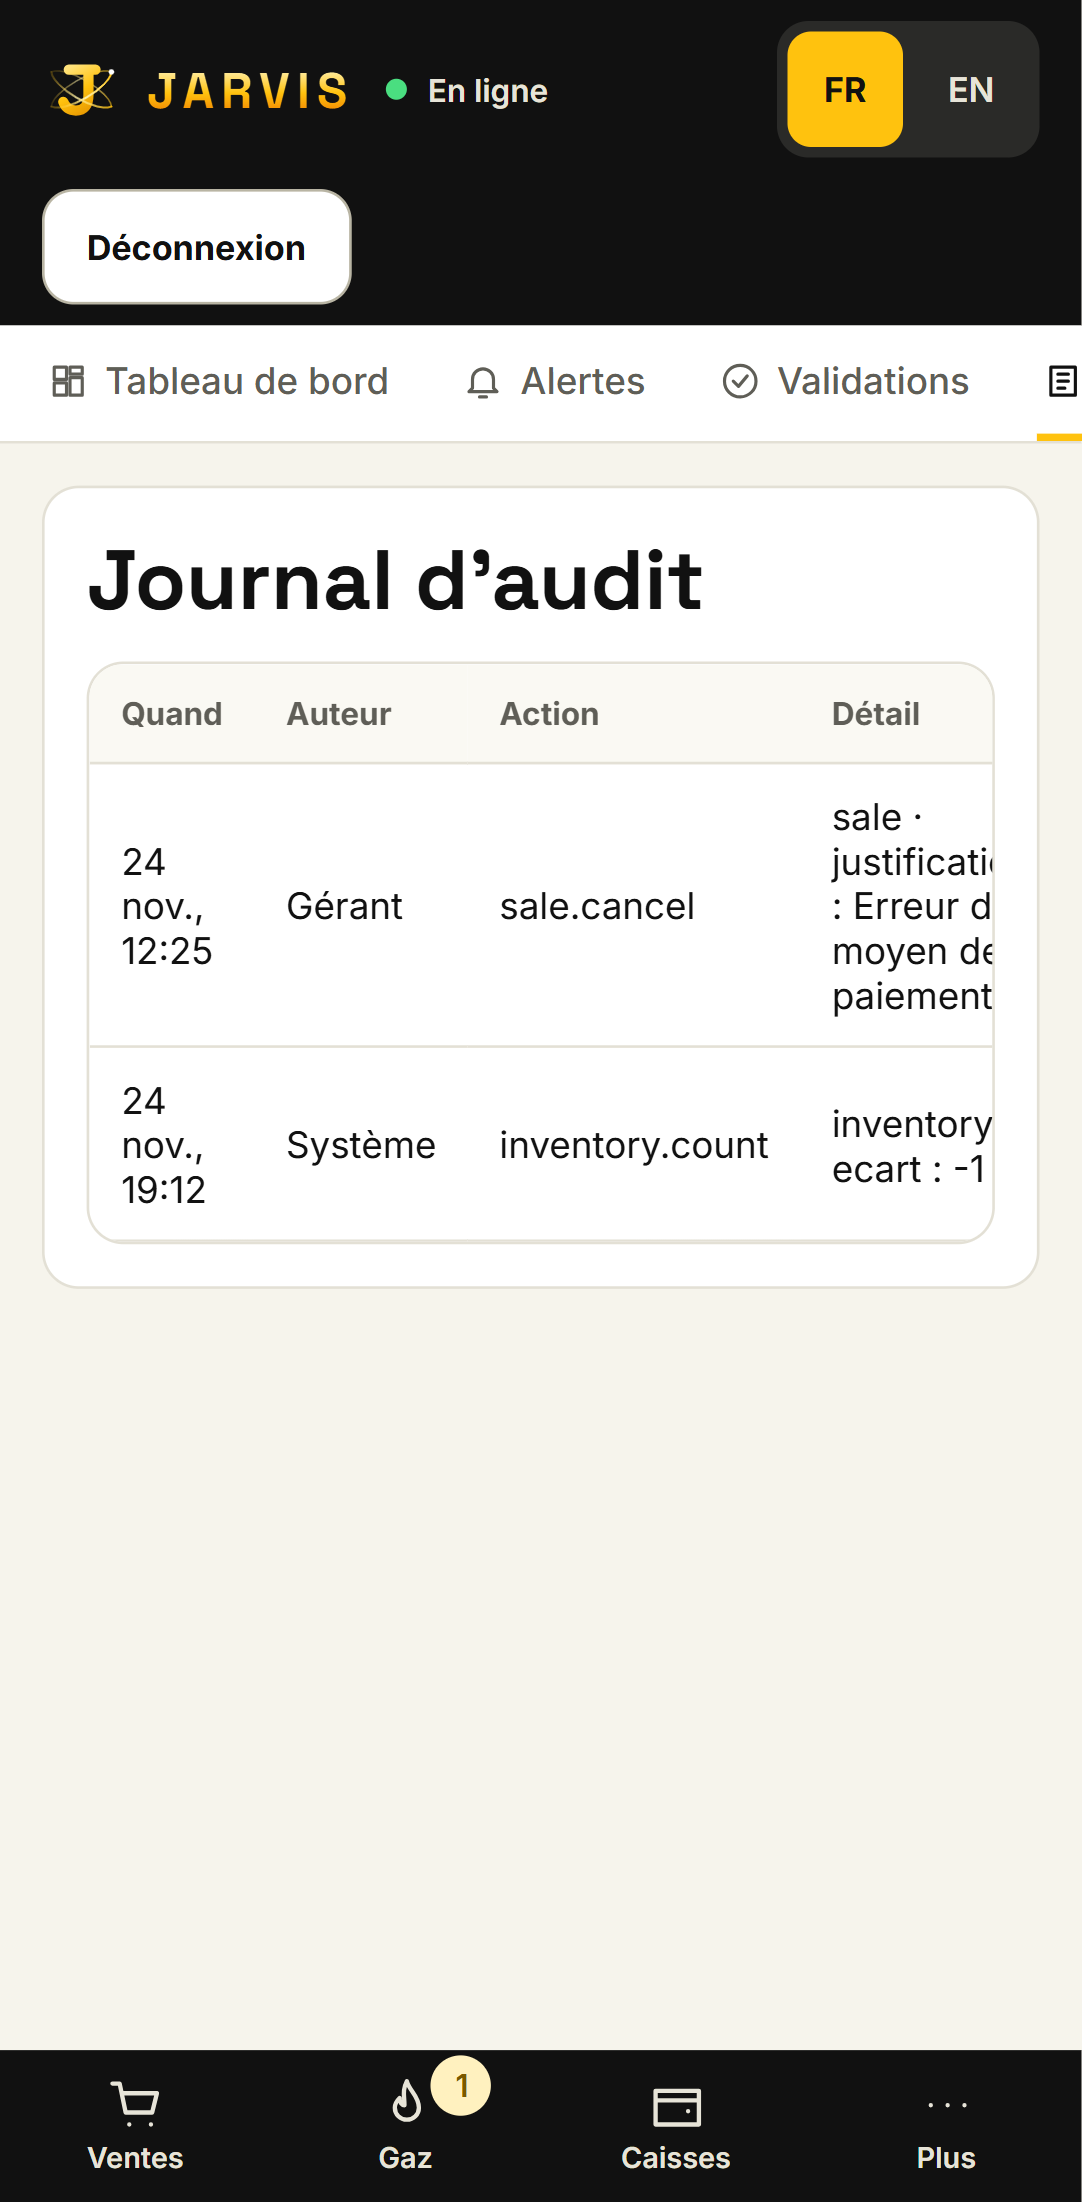 JARVIS
En ligne
FR
EN
Déconnexion
Tableau de bord
Alertes
Validations
Journal d’audit
Quand
Auteur
Action
Détail
24
nov.,
12:25
Gérant
sale.cancel
sale ·
: Erreur
moyen
paiement
24
nov.,
19:12
Système
inventory.count
inventory
ecart : -1
Ventes
Gaz
1
Caisses
Plus